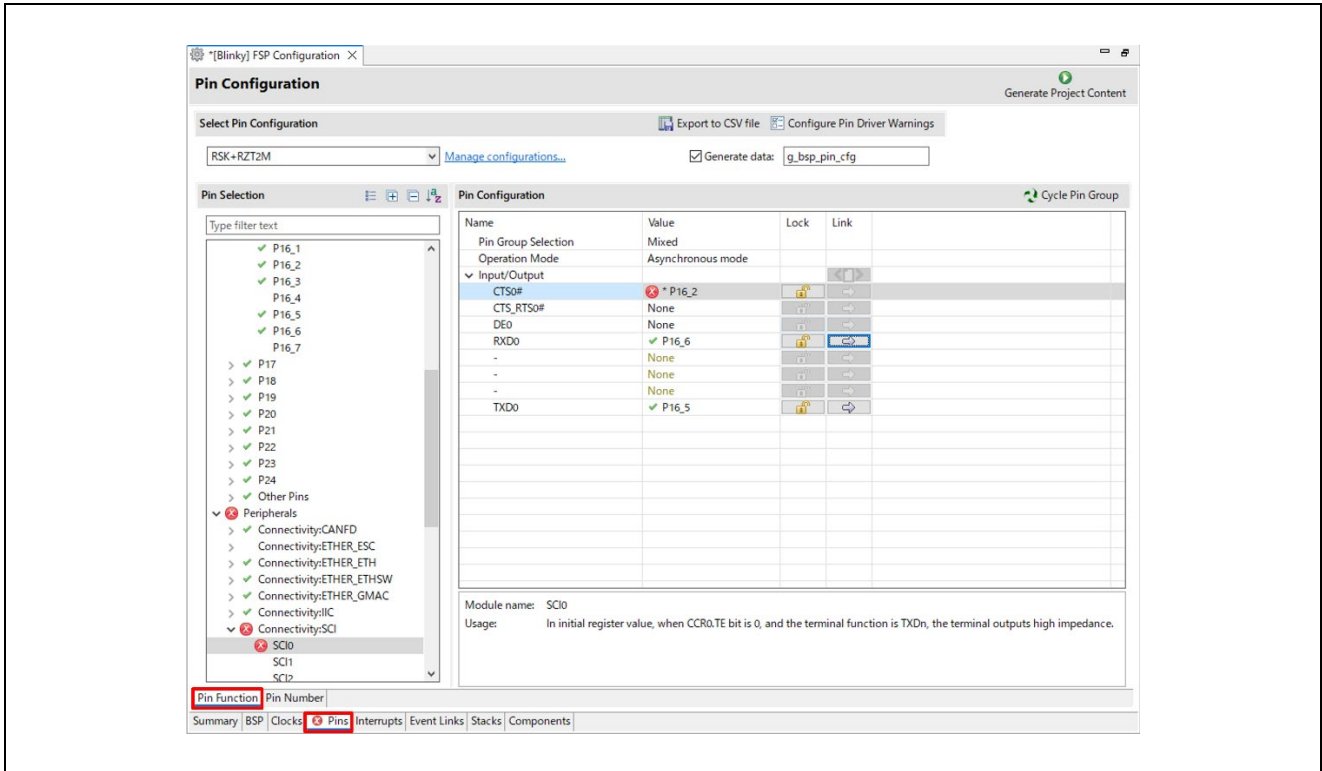 *[Blinky] FSP Configuration
Pin Configuration
Generate Project Content
Select Pin Configuration
Export to CSV file
Configure Pin Driver Warnings
RSK+RZT2M
Manage configurations...
Generate data:
g_bsp_pin_cfg
Pin Selection
Pin Configuration
Cycle Pin Group
Type filter text
P16_1
P16_2
P16_3
P16_4
P16_5
P16_6
P16_7
P17
P18
P19
P20
P21
P22
P23
P24
Other Pins
Peripherals
Connectivity:CANFD
Connectivity:ETHER_ESC
Connectivity:ETHER_ETH
Connectivity:ETHER_ETHSW
Connectivity:ETHER_GMAC
Connectivity:IIC
Connectivity:SCI
SCI0
SCI1
SCI2
Name Value Lock Link
Pin Group Selection Mixed
Operation Mode Asynchronous mode
Input/Output
CTS0# * P16_2
CTS_RTS0# None
DE0 None
RXD0 P16_6
- None
- None
- None
TXD0 P16_5
Module name: SCI0
Usage: In initial register value, when CCR0.TE bit is 0, and the terminal function is TXDn, the terminal outputs high impedance.
Pin Function Pin Number
Summary BSP Clocks Pins Interrupts Event Links Stacks Components